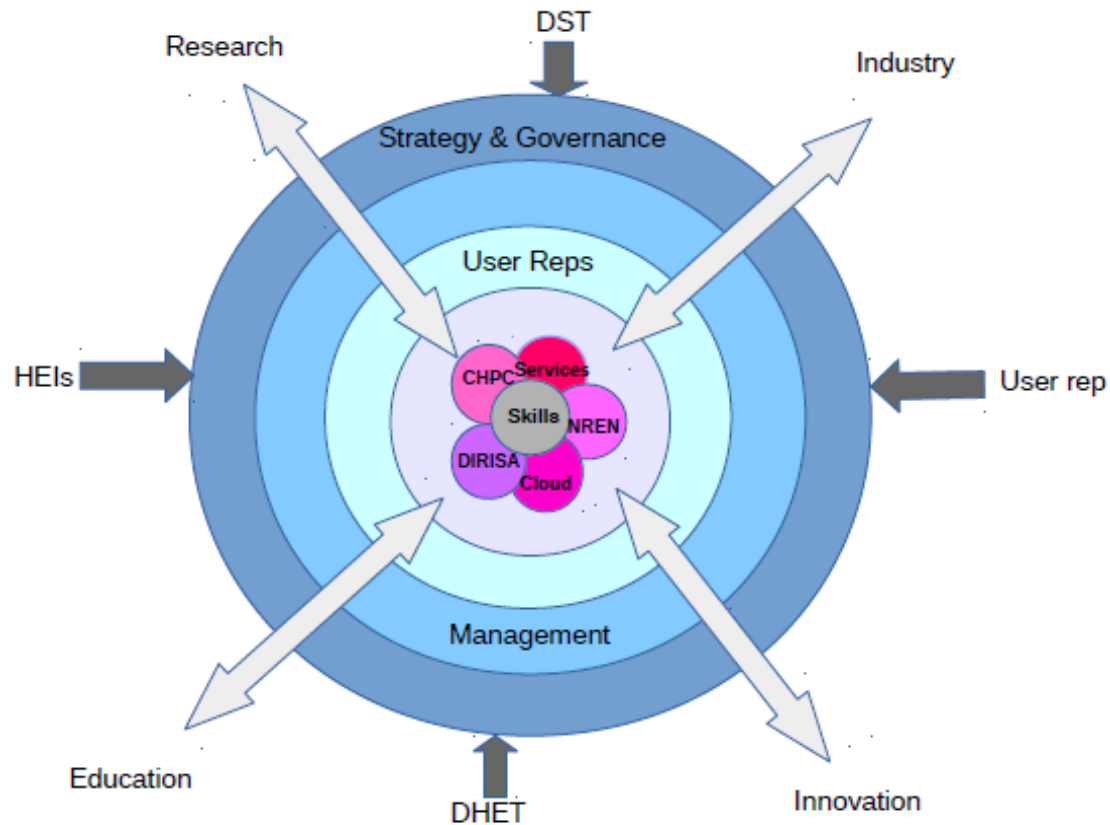 DST
Research
Industry
Strategy & Governance
User Reps
CHPC
Services
HEIs
User rep
Skills
NREN
DIRISA
Cloud
Management
Education
Innovation
DHET